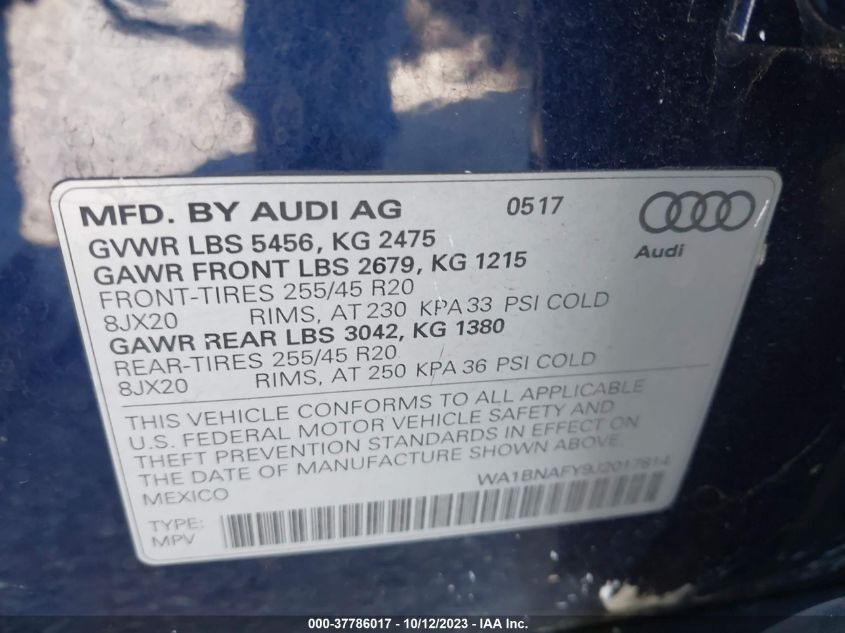 MFD. BY AUDI AG 0517
Audi
GVWR LBS 5456, KG 2475
GAWR FRONT LBS 2679, KG 1215
FRONT-TIRES 255/45 R20
8JX20 RIMS, AT 230 KPA 33 PSI COLD
GAWR REAR LBS 3042, KG 1380
REAR-TIRES 255/45 R20
8JX20 RIMS, AT 250 KPA 36 PSI COLD
THIS VEHICLE CONFORMS TO ALL APPLICABLE
U.S. FEDERAL MOTOR VEHICLE SAFETY AND
THEFT PREVENTION STANDARDS IN EFFECT ON
THE DATE OF MANUFACTURE SHOWN ABOVE.
MEXICO
TYPE:
MPV
000-37786017 - 10/12/2023 - IAA Inc.